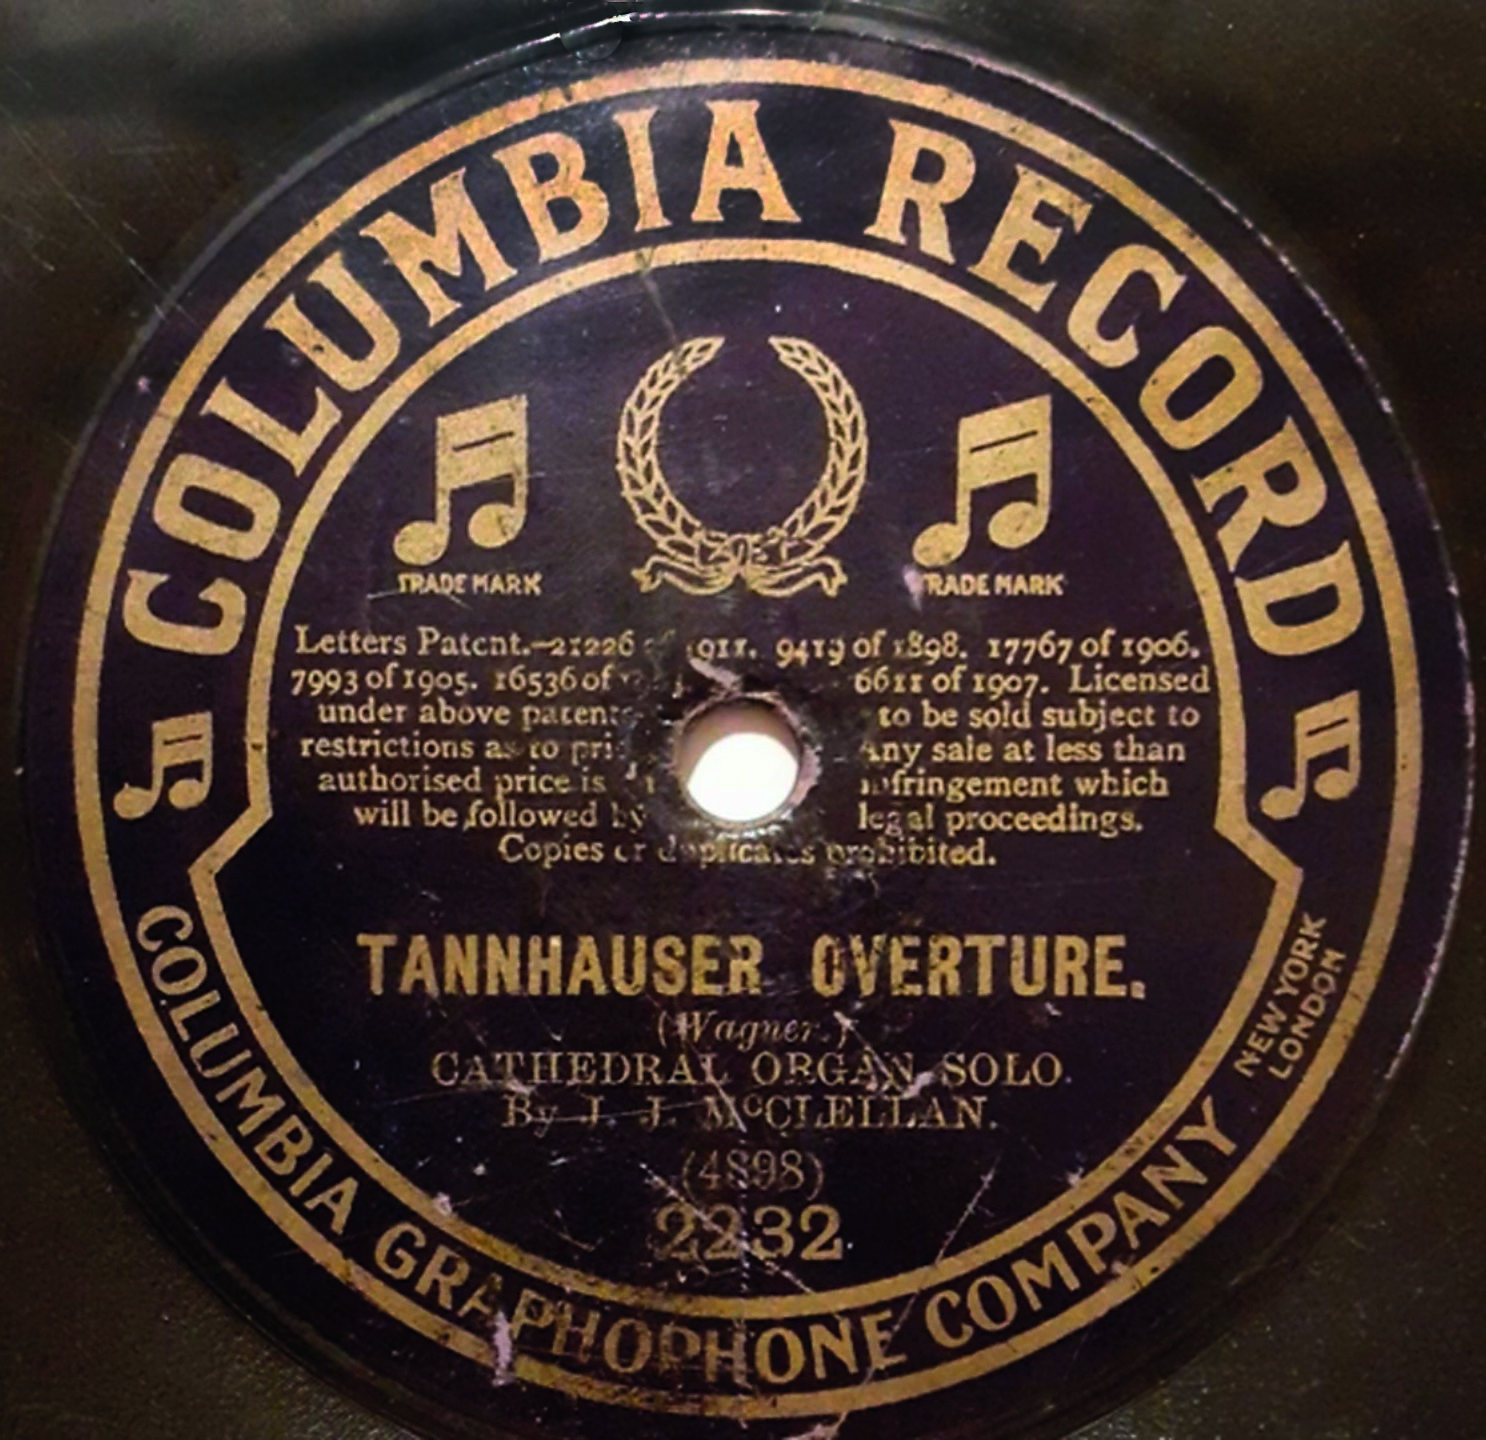 COLUMBIA RECORD
TRADE MARK
TRADE MARK
Letters Patent.—21226 of 1911. 9419 of 1898. 17767 of 1906.
7993 of 1905. 16536 of 6611 of 1907. Licensed
under above patents to be sold subject to
restrictions as to any sale at less than
authorised price is infringement which
will be followed by legal proceedings.
Copies or duplicates prohibited.
TANNHAUSER OVERTURE.
(Wagner.)
CATHEDRAL ORGAN SOLO
By J. J. McCLELLAN.
(4898)
2232
COLUMBIA GRAPHOPHONE COMPANY
NEW YORK
LONDON